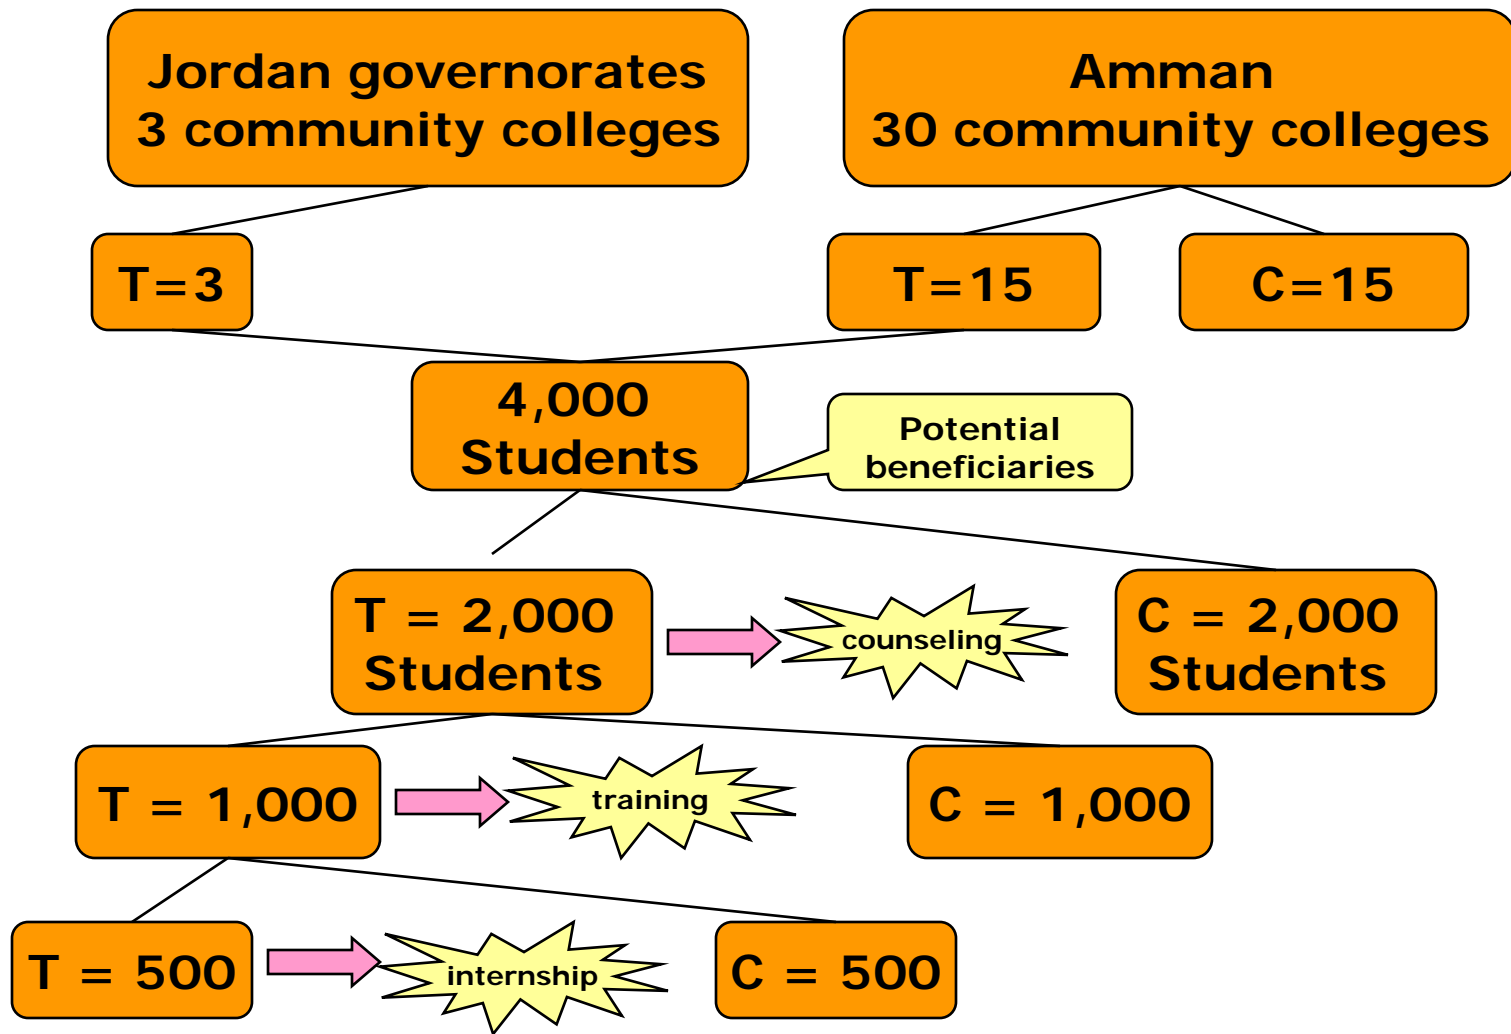 Jordan governorates
3 community colleges
Amman
30 community colleges
T=3
T=15
C=15
4,000
Students
Potential
beneficiaries
T = 2,000
Students
counseling
C = 2,000
Students
T = 1,000
training
C = 1,000
T = 500
internship
C = 500